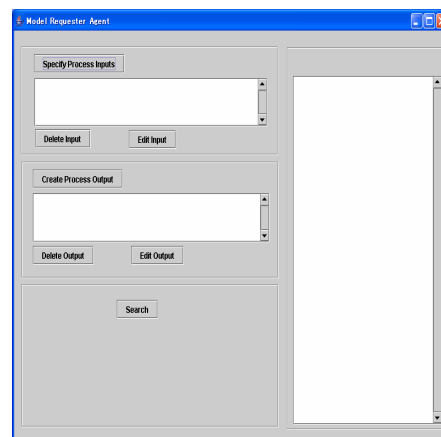 Model Requester Agent
Specify Process Inputs
Delete Input
Edit Input
Create Process Output
Delete Output
Edit Output
Search